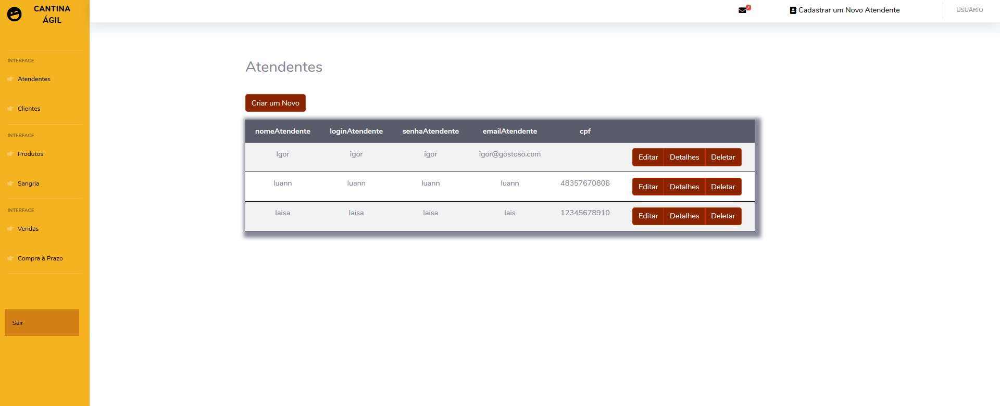 CANTINA
ÁGIL
7
Cadastrar um Novo Atendente
USUARIO
INTERFACE
Atendentes
Clientes
INTERFACE
Produtos
Sangria
INTERFACE
Vendas
Compra à Prazo
Sair
Atendentes
Criar um Novo
nomeAtendente loginAtendente senhaAtendente emailAtendente cpf
Igor igor igor igor@gostoso.com Editar Detalhes Deletar
luann luann luann luann 48357670806 Editar Detalhes Deletar
laisa laisa laisa lais 12345678910 Editar Detalhes Deletar